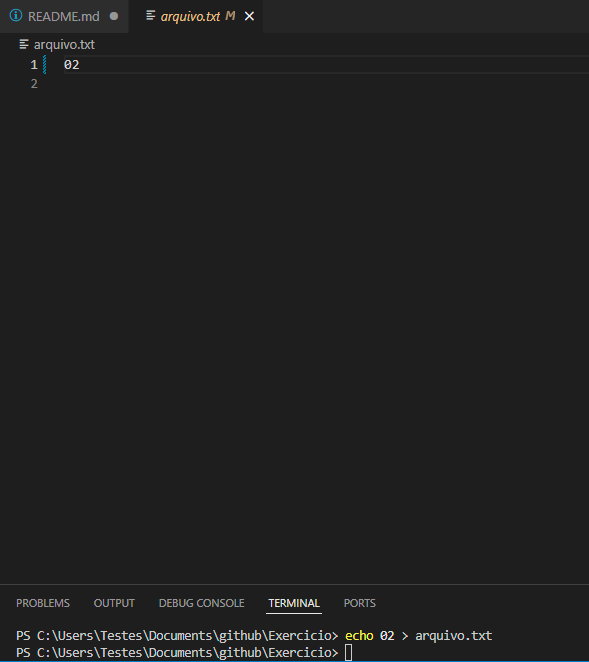 README.md ● arquivo.txt M ×
arquivo.txt
1 02
2
PROBLEMS OUTPUT DEBUG CONSOLE TERMINAL PORTS
PS C:\Users\Testes\Documents\github\Exercicio> echo 02 > arquivo.txt
PS C:\Users\Testes\Documents\github\Exercicio>